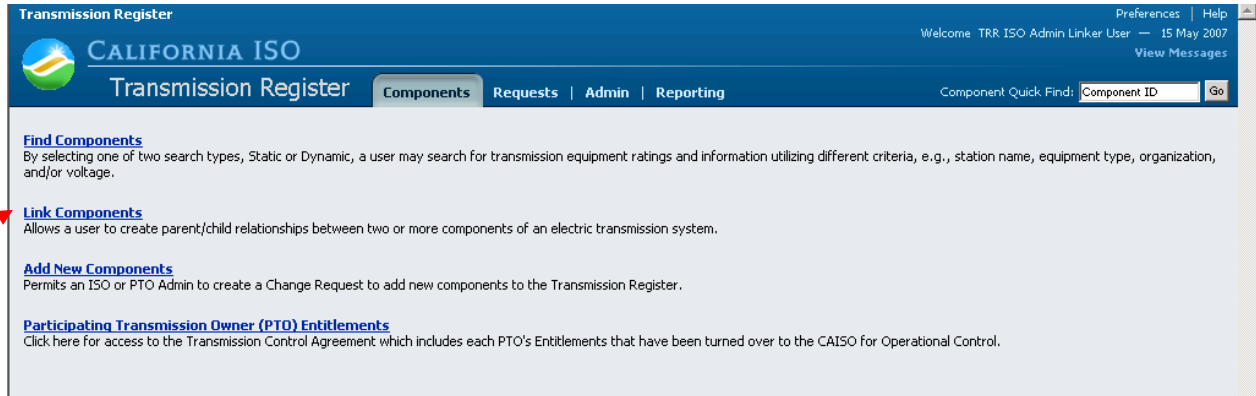 Transmission Register
Preferences | Help
Welcome TRR ISO Admin Linker User — 15 May 2007
CALIFORNIA ISO
View Messages
Transmission Register
Components
Requests | Admin | Reporting
Component Quick Find: Component ID Go
Find Components
By selecting one of two search types, Static or Dynamic, a user may search for transmission equipment ratings and information utilizing different criteria, e.g., station name, equipment type, organization,
and/or voltage.
Link Components
Allows a user to create parent/child relationships between two or more components of an electric transmission system.
Add New Components
Permits an ISO or PTO Admin to create a Change Request to add new components to the Transmission Register.
Participating Transmission Owner (PTO) Entitlements
Click here for access to the Transmission Control Agreement which includes each PTO's Entitlements that have been turned over to the CAISO for Operational Control.